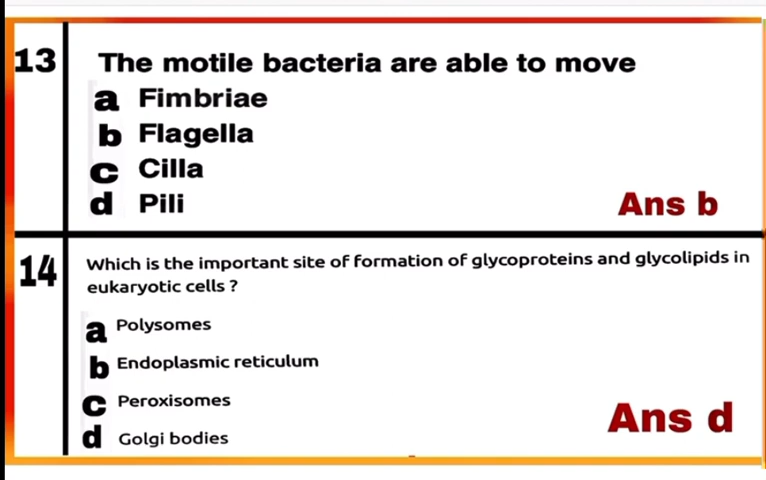 13 The motile bacteria are able to move
a Fimbriae
b Flagella
c Cilla
d Pili
Ans b
14 Which is the important site of formation of glycoproteins and glycolipids in
eukaryotic cells ?
a Polysomes
b Endoplasmic reticulum
c Peroxisomes
d Golgi bodies
Ans d